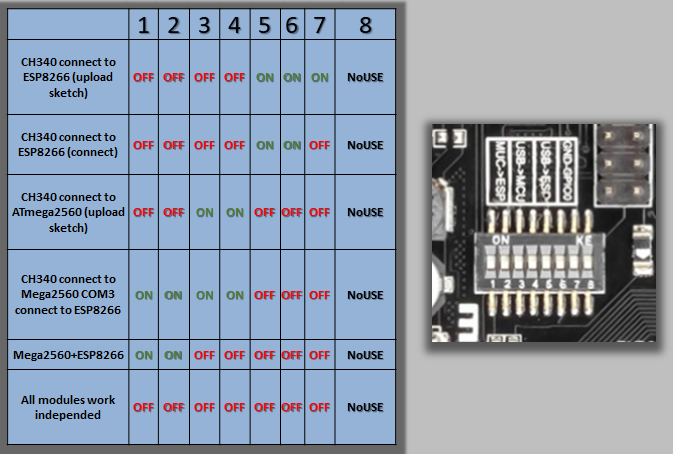 1 2 3 4 5 6 7 8
CH340 connect to
ESP8266 (upload
sketch)
OFF OFF OFF OFF ON ON ON NoUSE
CH340 connect to
ESP8266 (connect)
OFF OFF OFF OFF ON ON OFF NoUSE
CH340 connect to
ATmega2560 (upload
sketch)
OFF OFF ON ON OFF OFF OFF NoUSE
CH340 connect to
Mega2560 COM3
connect to ESP8266
ON ON ON ON OFF OFF OFF NoUSE
Mega2560+ESP8266
ON ON OFF OFF OFF OFF OFF NoUSE
All modules work
independed
OFF OFF OFF OFF OFF OFF OFF NoUSE
MUC>ESP
USB->MCU
USB->ESP
GND-GPIO0
ON KE
1 2 3 4 5 6 7 8